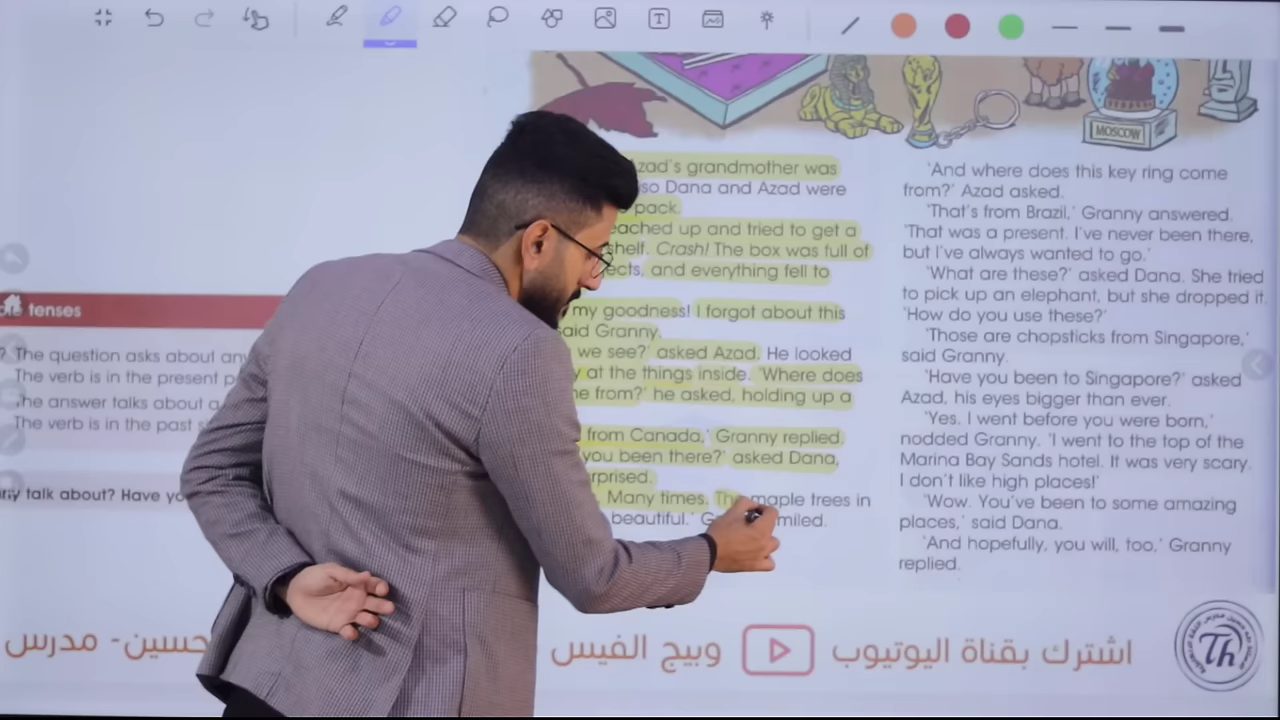 MOSCOW
Azad's grandmother was
so Dana and Azad were
pack.
reached up and tried to get a
shelf. Crash! The box was full of
and everything fell to
my goodness! I forgot about this
said Granny.
we see?' asked Azad. He looked
at the things inside. 'Where does
from?' he asked, holding up a
from Canada,' Granny replied.
you been there?' asked Dana,
surprised.
Many times. The maple trees in
beautiful.' smiled.
'And where does this key ring come
from?' Azad asked.
'That's from Brazil,' Granny answered.
'That was a present. I've never been there,
but I've always wanted to go.'
'What are these?' asked Dana. She tried
to pick up an elephant, but she dropped it.
'How do you use these?'
'Those are chopsticks from Singapore,'
said Granny.
'Have you been to Singapore?' asked
Azad, his eyes bigger than ever.
'Yes. I went before you were born,'
nodded Granny. 'I went to the top of the
Marina Bay Sands hotel. It was very scary.
I don't like high places!'
'Wow. You've been to some amazing
places,' said Dana.
'And hopefully, you will, too,' Granny
replied.
tenses
? The question asks about any
The verb is in the present p
The answer talks about a
The verb is in the past s
talk about? Have yo
اشترك بقناة اليوتيوب وبيج الفيس
حسين- مدرس
Th